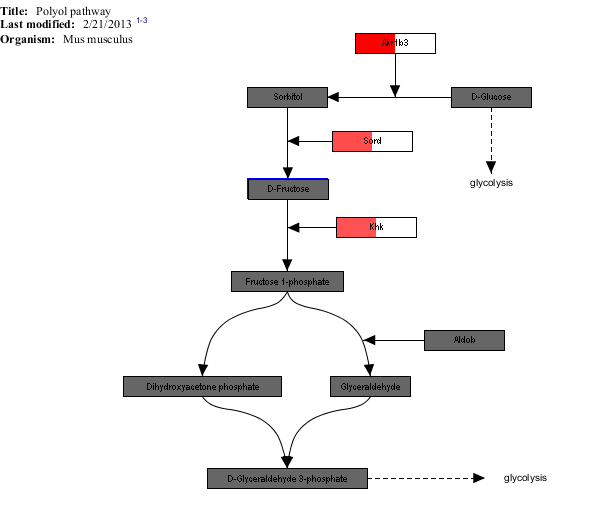 Title: Polyol pathway
Last modified: 2/21/2013 1-3
Organism: Mus musculus
Akr1b3
Sorbitol
D-Glucose
Sord
glycolysis
D-Fructose
Khk
Fructose 1-phosphate
Aldob
Dihydroxyacetone phosphate
Glyceraldehyde
D-Glyceraldehyde 3-phosphate
glycolysis